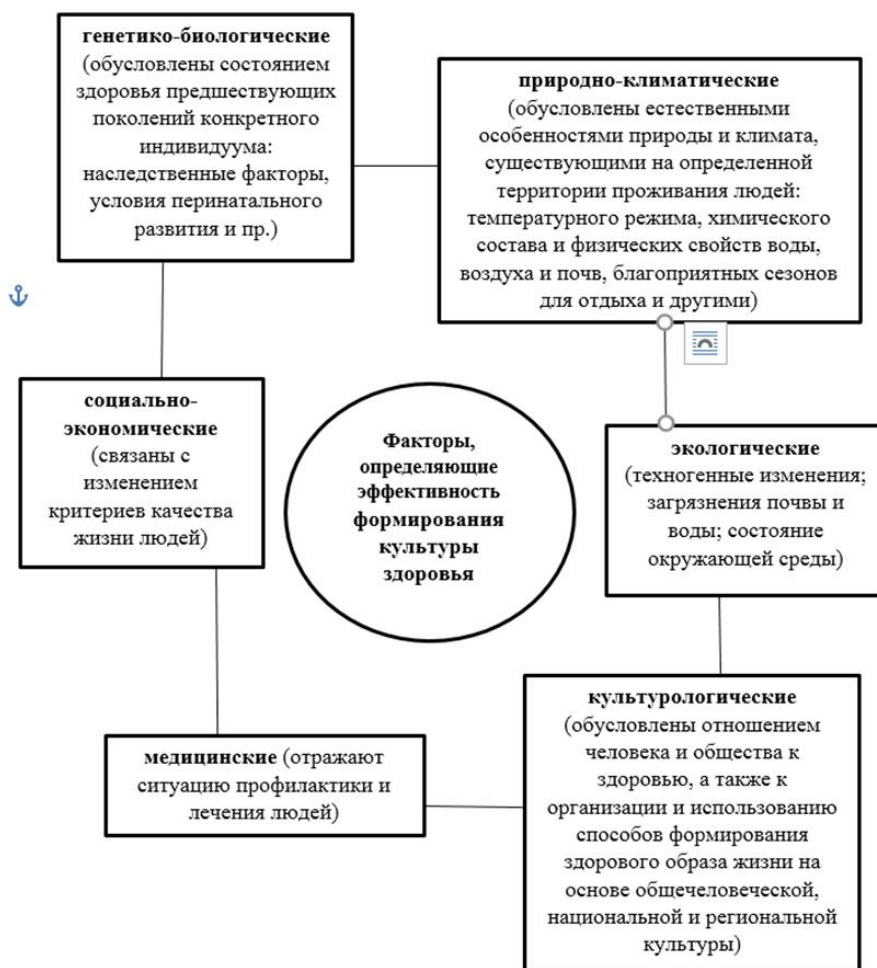 генетико-биологические
(обусловлены состоянием
здоровья предшествующих
поколений конкретного
индивидуума:
наследственные факторы,
условия перинатального
развития и пр.)
природно-климатические
(обусловлены естественными
особенностями природы и климата,
существующими на определенной
территории проживания людей:
температурного режима, химического
состава и физических свойств воды,
воздуха и почв, благоприятных сезонов
для отдыха и другими)
социально-
экономические
(связаны с
изменением
критериев качества
жизни людей)
Факторы,
определяющие
эффективность
формирования
культуры
здоровья
экологические
(техногенные изменения;
загрязнения почвы и
воды; состояние
окружающей среды)
медицинские (отражают
ситуацию профилактики и
лечения людей)
культурологические
(обусловлены отношением
человека и общества к
здоровью, а также к
организации и использованию
способов формирования
здорового образа жизни на
основе общечеловеческой,
национальной и региональной
культуры)